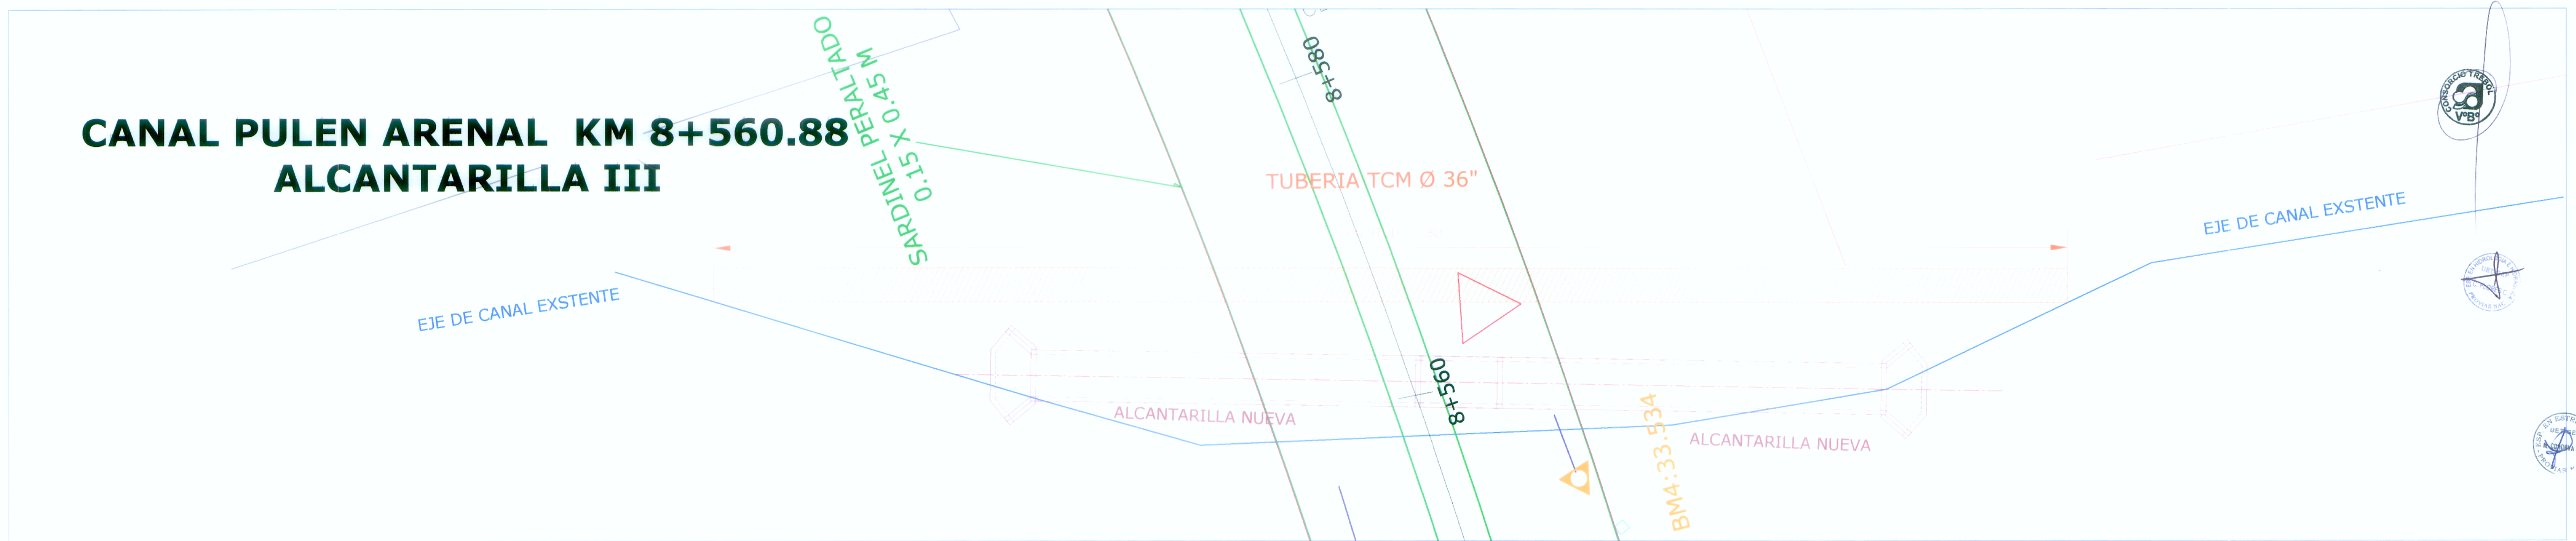 CANAL PULEN ARENAL KM 8+560.88
ALCANTARILLA III
SARDINEL PERALTADO
0.15 X 0.45 M
8+580
TUBERIA TCM Ø 36"
EJE DE CANAL EXSTENTE
EJE DE CANAL EXSTENTE
8+560
ALCANTARILLA NUEVA
ALCANTARILLA NUEVA
BM4:33.534
CONSORCIO TREBOL
VºBº